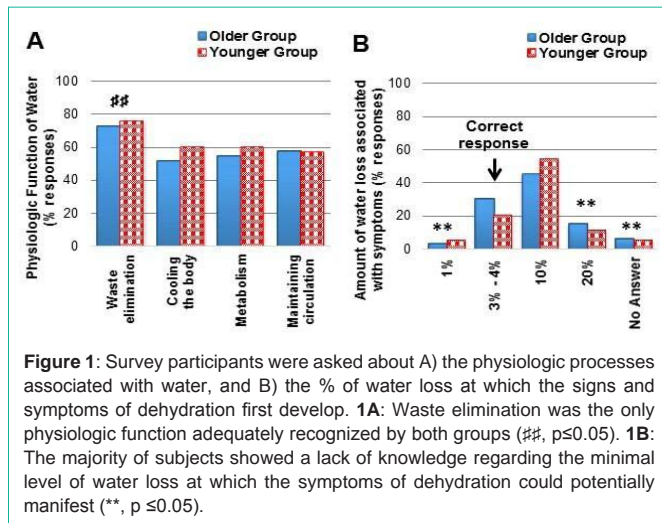 A
Older Group
Younger Group
Physiologic Function of Water
(% responses)
100
80
60
40
20
0
♯♯
Waste
elimination
Cooling
the body
Metabolism
Maintaining
circulation
B
Older Group
Younger Group
Amount of water loss associated
with symptoms (% responses)
100
80
60
40
20
0
Correct
response
**
**
**
1%
3% - 4%
10%
20%
No Answer
Figure 1: Survey participants were asked about A) the physiologic processes
associated with water, and B) the % of water loss at which the signs and
symptoms of dehydration first develop. 1A: Waste elimination was the only
physiologic function adequately recognized by both groups (♯♯, p≤0.05). 1B:
The majority of subjects showed a lack of knowledge regarding the minimal
level of water loss at which the symptoms of dehydration could potentially
manifest (**, p ≤0.05).